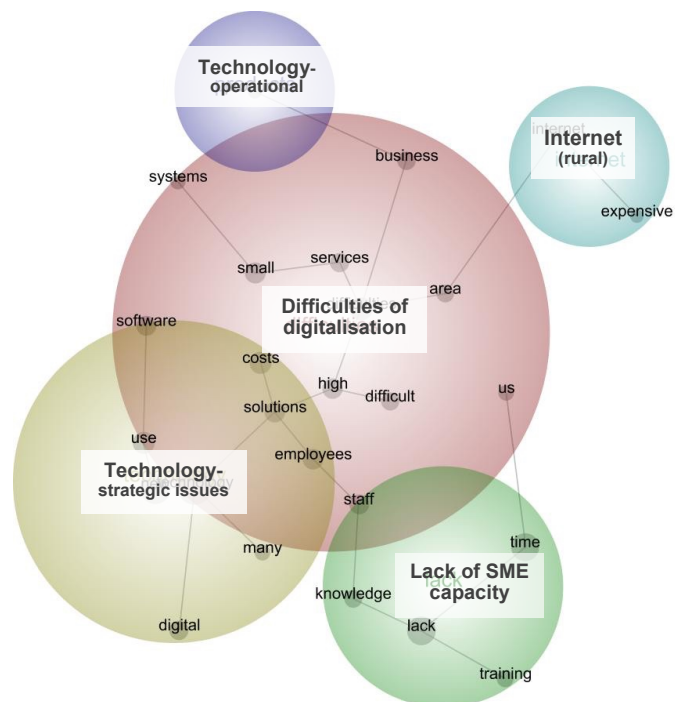 Technology-
operational
Internet
(rural)
business
systems
expensive
services
small
area
Difficulties of
digitalisation
software
costs
high
difficult
us
solutions
use
employees
Technology-
strategic issues
staff
many
time
Lack of SME
capacity
knowledge
lack
digital
training